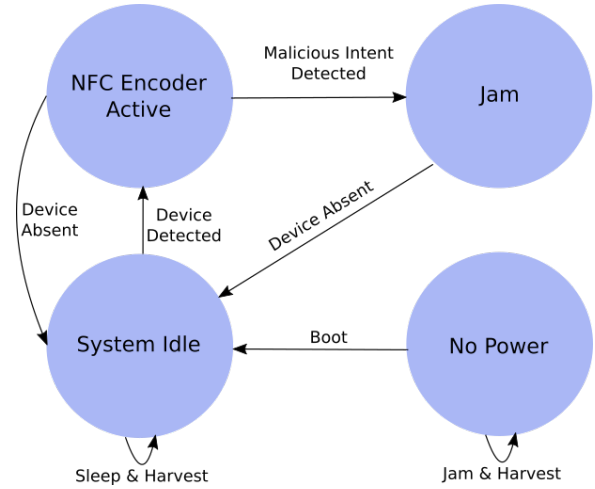 NFC Encoder
Active
Malicious Intent
Detected
Jam
Device
Absent
Device
Detected
Device Absent
System Idle
Boot
No Power
Sleep & Harvest
Jam & Harvest